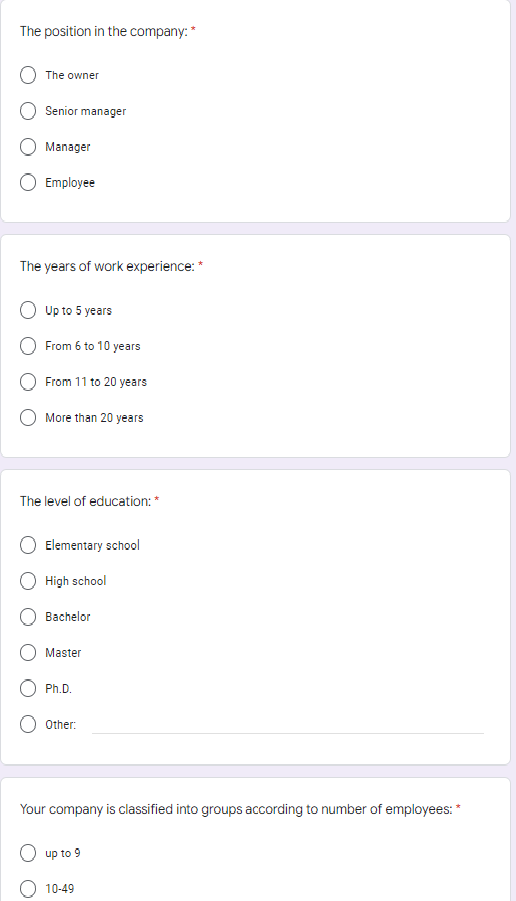 The position in the company: *
The owner
Senior manager
Manager
Employee
The years of work experience: *
Up to 5 years
From 6 to 10 years
From 11 to 20 years
More than 20 years
The level of education: *
Elementary school
High school
Bachelor
Master
Ph.D.
Other:
Your company is classified into groups according to number of employees: *
up to 9
10-49